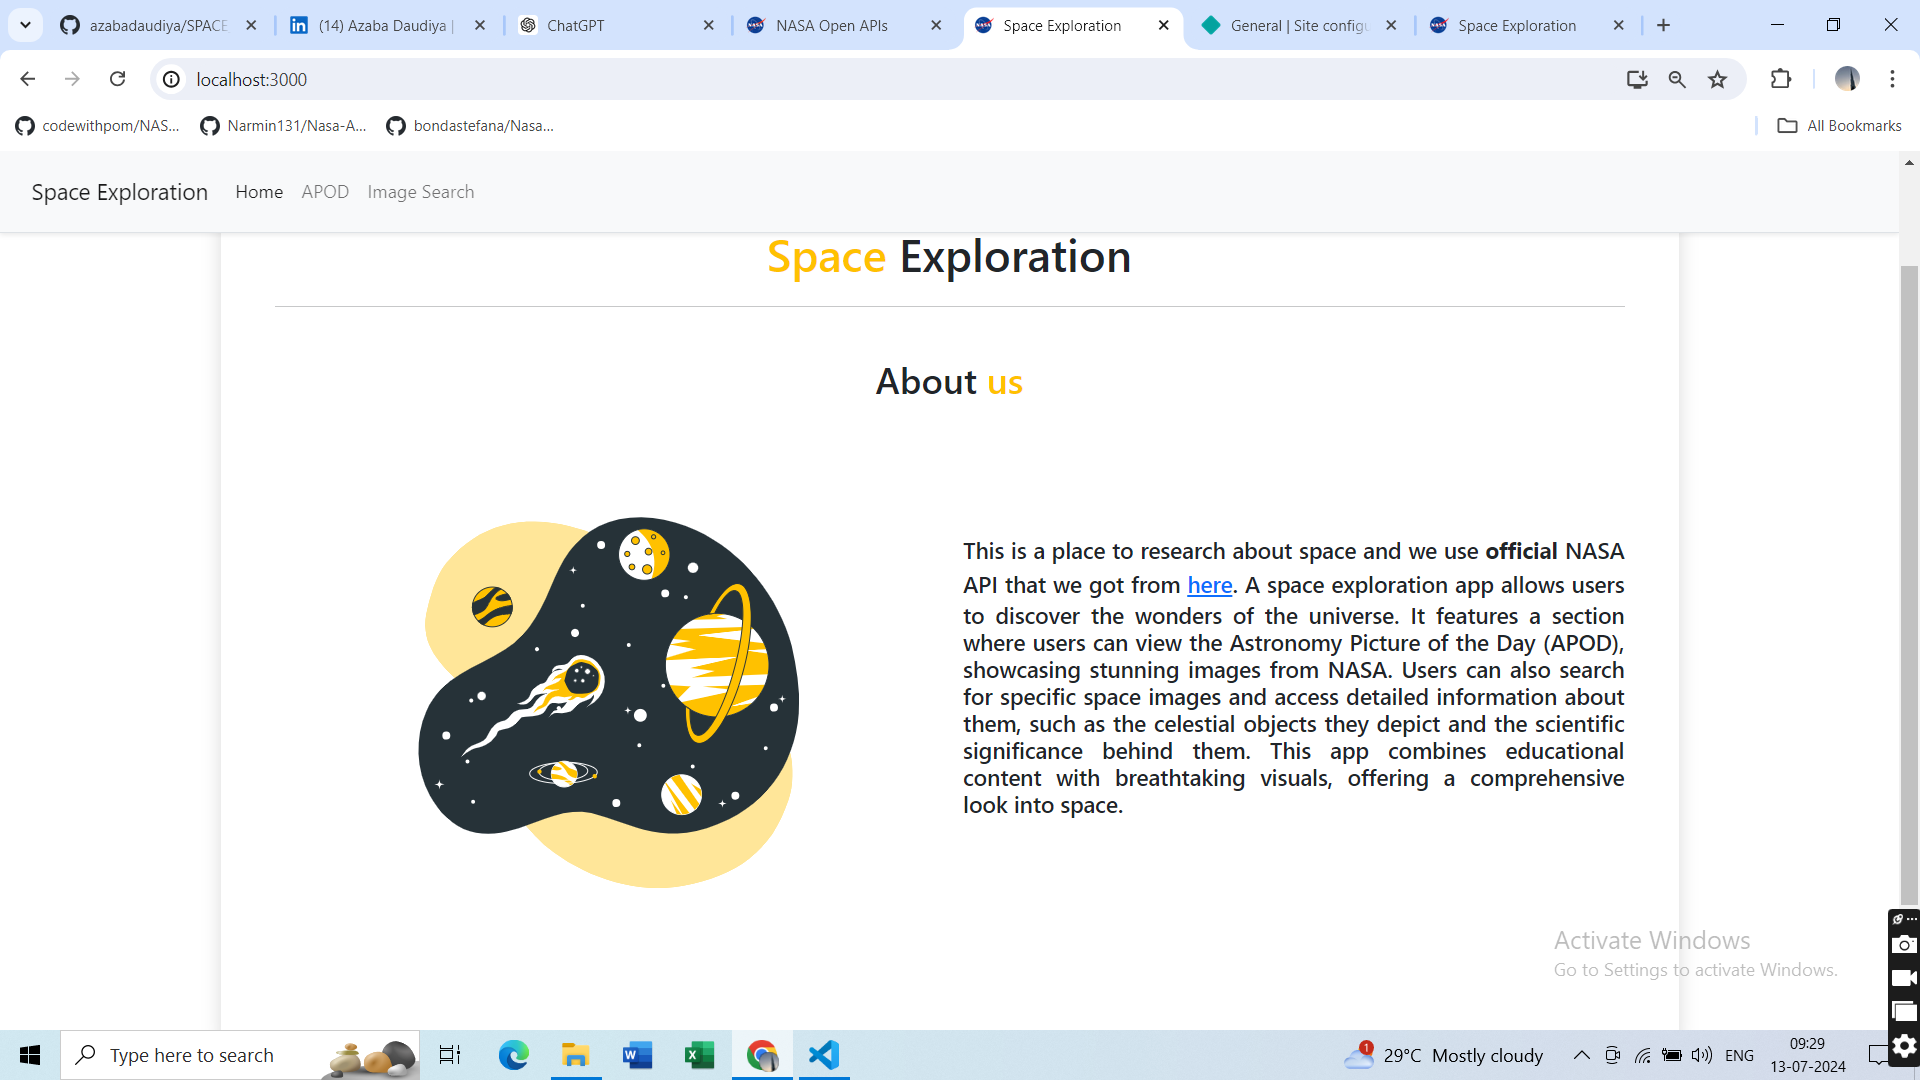 azabadaudiya/SPACE
(14) Azaba Daudiya |
ChatGPT
NASA Open APIs
Space Exploration
General | Site configu
Space Exploration
localhost:3000
codewithpom/NAS...
Narmin131/Nasa-A...
bondastefana/Nasa...
All Bookmarks
Space Exploration Home APOD Image Search
Space Exploration
About us
This is a place to research about space and we use official NASA
API that we got from here. A space exploration app allows users
to discover the wonders of the universe. It features a section
where users can view the Astronomy Picture of the Day (APOD),
showcasing stunning images from NASA. Users can also search
for specific space images and access detailed information about
them, such as the celestial objects they depict and the scientific
significance behind them. This app combines educational
content with breathtaking visuals, offering a comprehensive
look into space.
Activate Windows
Go to Settings to activate Windows.
Type here to search
1
29°C Mostly cloudy
ENG
09:29
13-07-2024